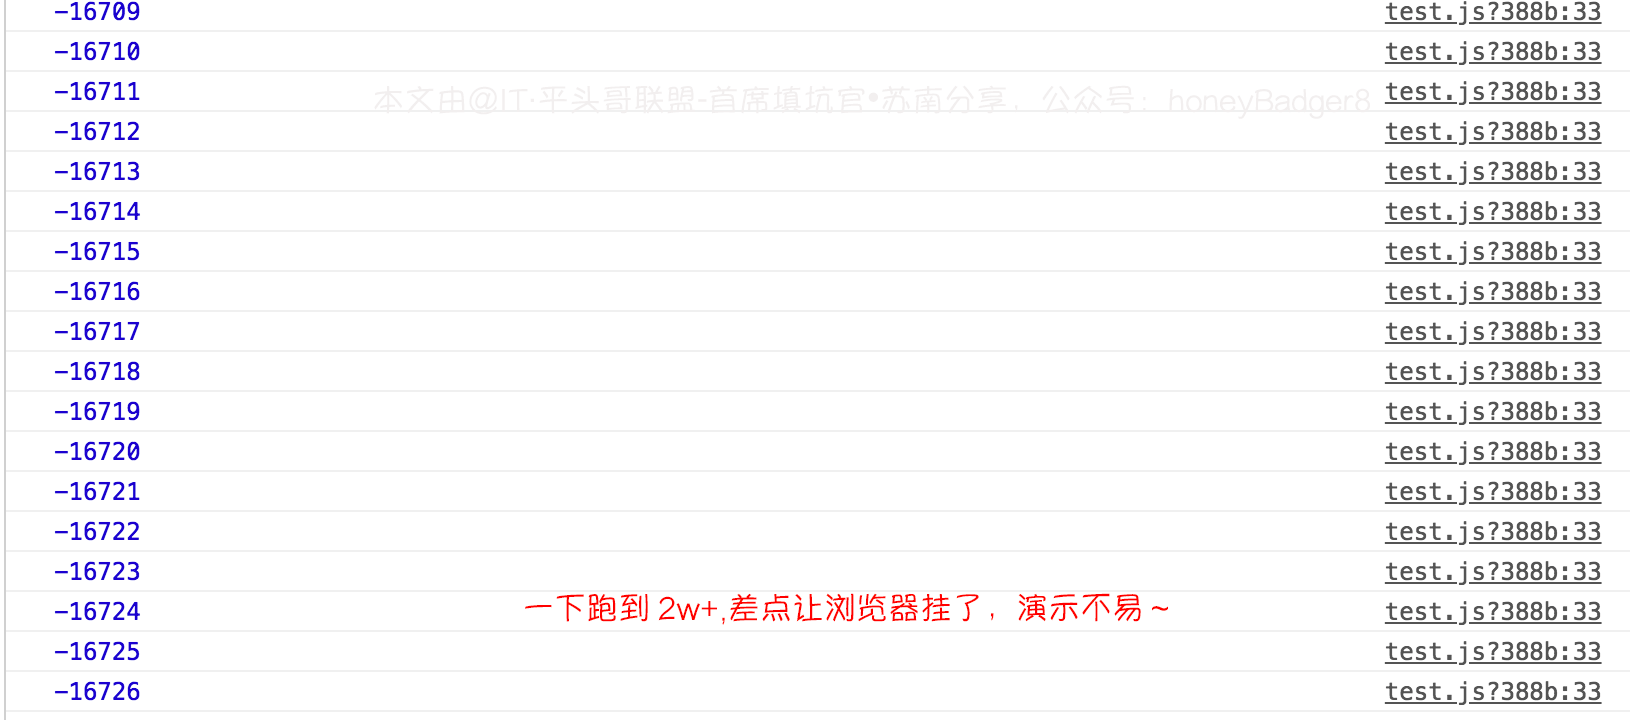 -16709 test.js?388b:33
-16710 test.js?388b:33
-16711 本文由@IT·平头哥联盟-首席填坑官•苏南分享，公众号：honeyBadger8 test.js?388b:33
-16712 test.js?388b:33
-16713 test.js?388b:33
-16714 test.js?388b:33
-16715 test.js?388b:33
-16716 test.js?388b:33
-16717 test.js?388b:33
-16718 test.js?388b:33
-16719 test.js?388b:33
-16720 test.js?388b:33
-16721 test.js?388b:33
-16722 test.js?388b:33
-16723 test.js?388b:33
-16724 一下跑到 2w+,差点让浏览器挂了，演示不易~ test.js?388b:33
-16725 test.js?388b:33
-16726 test.js?388b:33